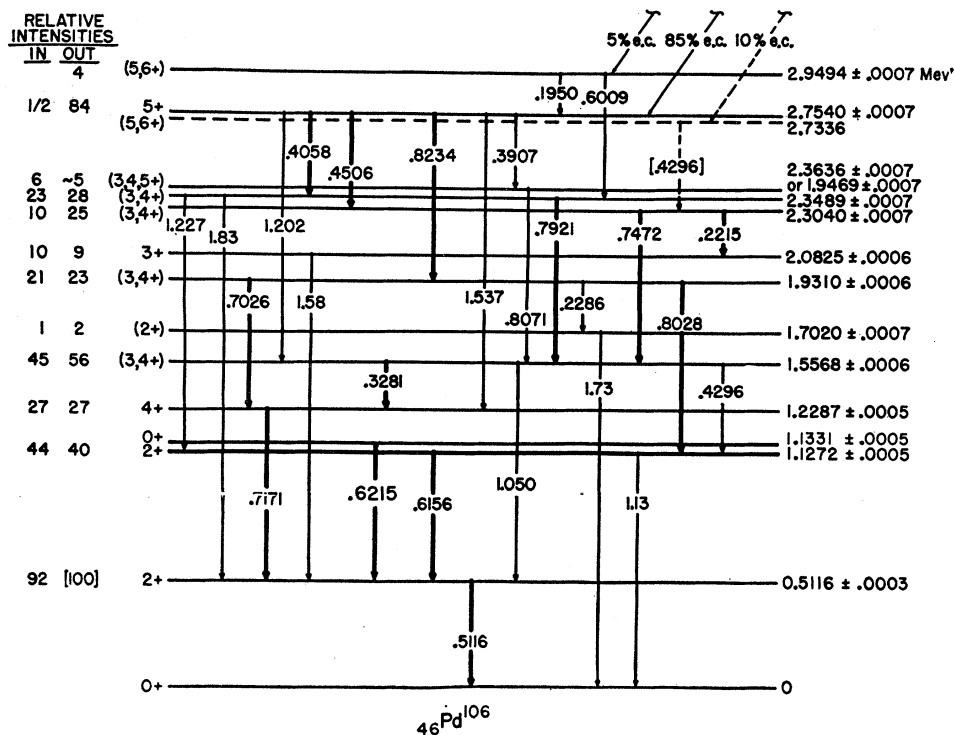 RELATIVE
INTENSITIES
IN OUT
5% e.c. 85% e.c. 10% e.c.
4 (5,6+) 2.9494 ± .0007 Mev'
.1950 .6009
1/2 84 5+ 2.7540 ± .0007
(5,6+) 2.7336
.4058 .4506 .8234 .3907 [.4296]
2.3636 ± .0007
6 ~5 (3,4,5+) or 1.9469 ± .0007
23 28 (3,4+) 2.3489 ± .0007
10 25 (3,4+) 2.3040 ± .0007
1.227 1.83 1.202 .7921 .7472 .2215
10 9 3+ 2.0825 ± .0006
21 23 (3,4+) 1.9310 ± .0006
.7026 1.58 1.537 .8071 .2286 .8028
1 2 (2+) 1.7020 ± .0007
45 56 (3,4+) 1.5568 ± .0006
.3281 1.73 .4296
27 27 4+ 1.2287 ± .0005
0+ 1.1331 ± .0005
44 40 2+ 1.1272 ± .0005
.7171 .6215 .6156 1.050 1.13
92 [100] 2+ 0.5116 ± .0003
.5116
0+ 0
46Pd106